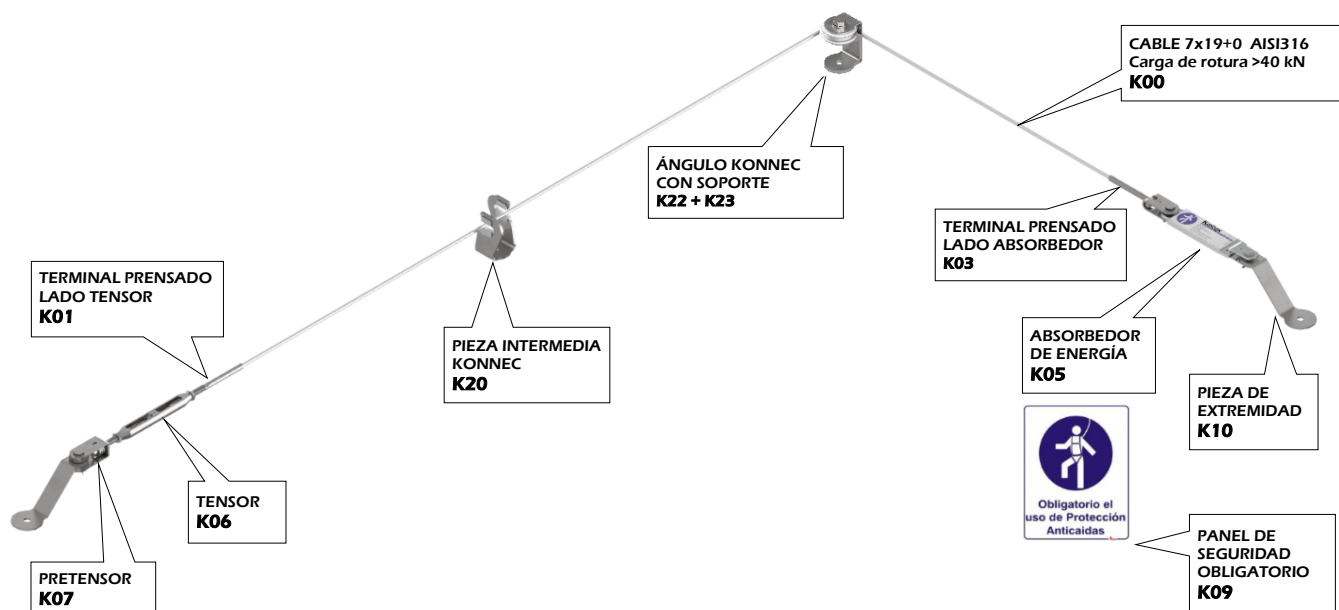 CABLE 7x19+0 AISI316
Carga de rotura >40 kN
K00
ÁNGULO KONNEC
CON SOPORTE
K22 + K23
TERMINAL PRENSADO
LADO ABSORBEDOR
K03
TERMINAL PRENSADO
LADO TENSOR
K01
PIEZA INTERMEDIA
KONNEC
K20
ABSORBEDOR
DE ENERGÍA
K05
PIEZA DE
EXTREMIDAD
K10
TENSOR
K06
Obligatorio el
uso de Protección
Anticaidas
PRETENSOR
K07
PANEL DE
SEGURIDAD
OBLIGATORIO
K09